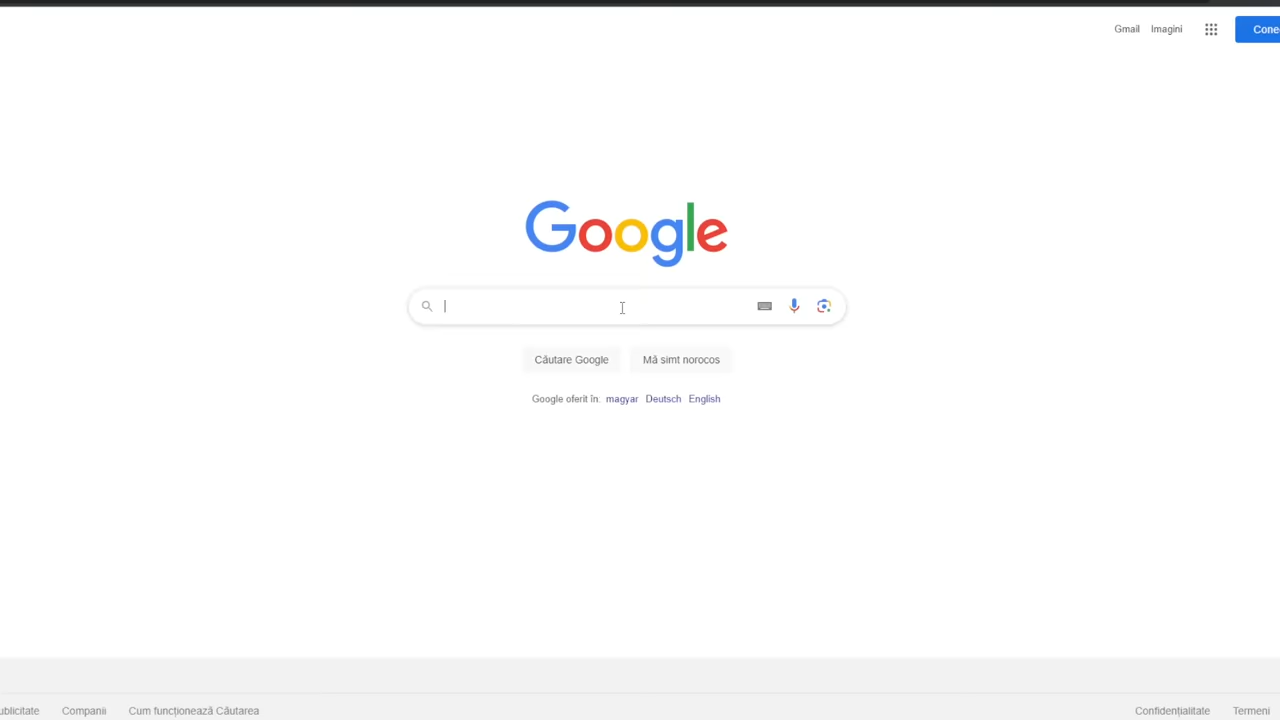 Gmail Imagini
Google
Căutare Google Mă simt norocos
Google oferit în: magyar Deutsch English
Companii Cum funcționează Căutarea Confidențialitate Termeni